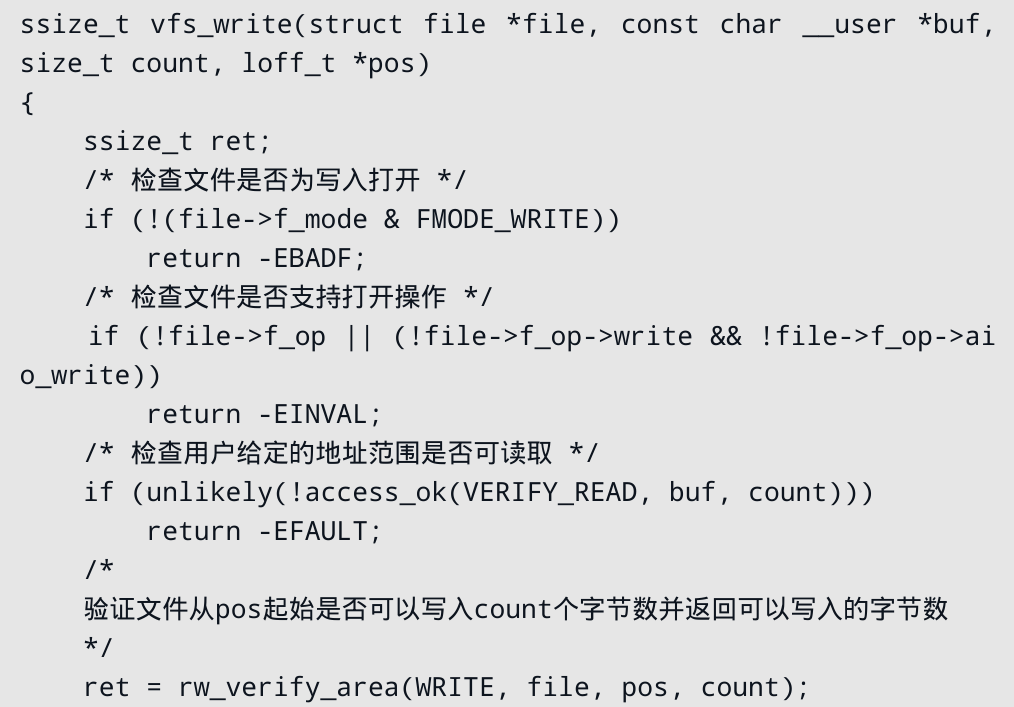 ssize_t vfs_write(struct file *file, const char __user *buf,
size_t count, loff_t *pos)
{
    ssize_t ret;
    /* 检查文件是否为写入打开 */
    if (!(file->f_mode & FMODE_WRITE))
        return -EBADF;
    /* 检查文件是否支持打开操作 */
    if (!file->f_op || (!file->f_op->write && !file->f_op->ai
o_write))
        return -EINVAL;
    /* 检查用户给定的地址范围是否可读取 */
    if (unlikely(!access_ok(VERIFY_READ, buf, count)))
        return -EFAULT;
    /*
    验证文件从pos起始是否可以写入count个字节数并返回可以写入的字节数
    */
    ret = rw_verify_area(WRITE, file, pos, count);